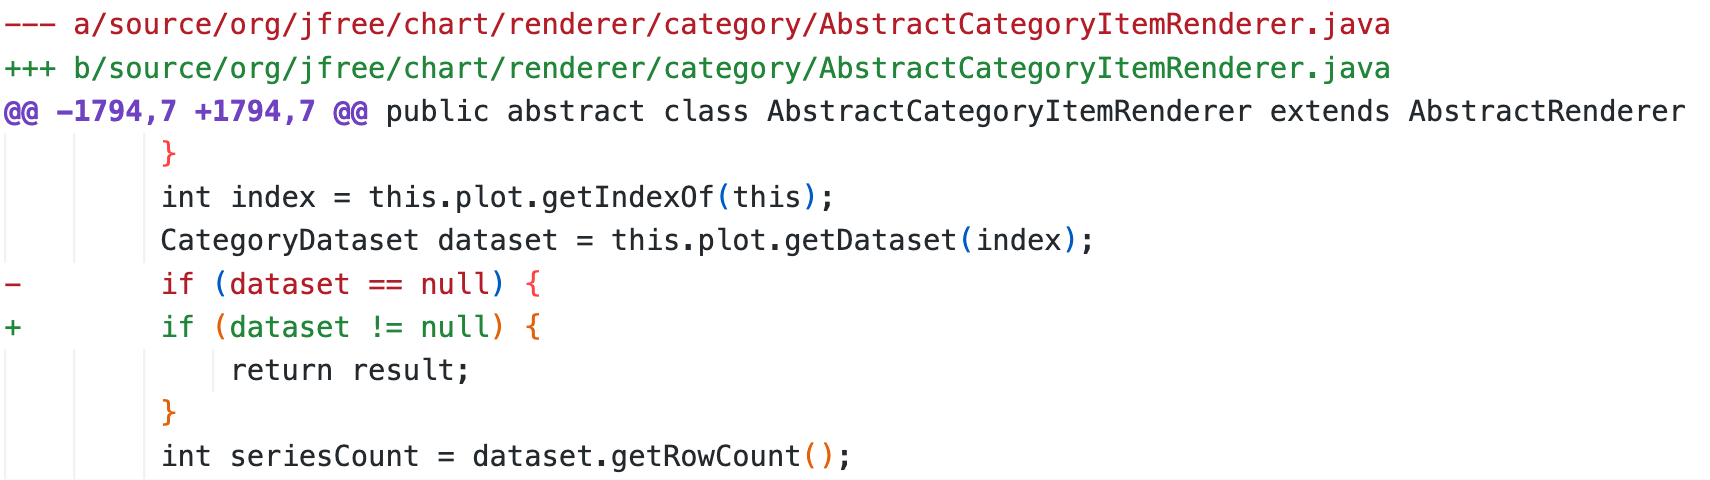 --- a/source/org/jfree/chart/renderer/category/AbstractCategoryItemRenderer.java
+++ b/source/org/jfree/chart/renderer/category/AbstractCategoryItemRenderer.java
@@ -1794,7 +1794,7 @@ public abstract class AbstractCategoryItemRenderer extends AbstractRenderer
         }
         int index = this.plot.getIndexOf(this);
         CategoryDataset dataset = this.plot.getDataset(index);
-        if (dataset == null) {
+        if (dataset != null) {
             return result;
         }
         int seriesCount = dataset.getRowCount();